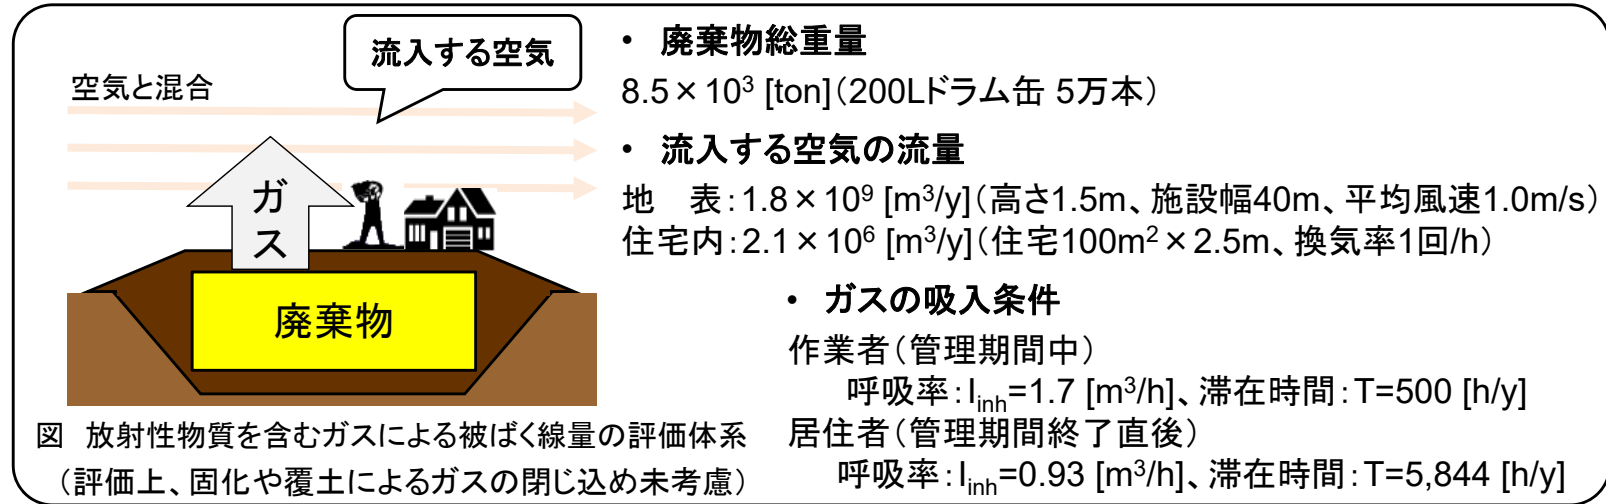 流入する空気
空気と混合
ガ
ス
廃棄物
図 放射性物質を含むガスによる被ばく線量の評価体系
（評価上、固化や覆土によるガスの閉じ込め未考慮）
• 廃棄物総重量
8.5×10³ [ton]（200Lドラム缶 5万本）
• 流入する空気の流量
地　表：1.8×10⁹ [m³/y]（高さ1.5m、施設幅40m、平均風速1.0m/s）
住宅内：2.1×10⁶ [m³/y]（住宅100m²×2.5m、換気率1回/h）
• ガスの吸入条件
作業者（管理期間中）
呼吸率：Iinh=1.7 [m³/h]、滞在時間：T=500 [h/y]
居住者（管理期間終了直後）
呼吸率：Iinh=0.93 [m³/h]、滞在時間：T=5,844 [h/y]